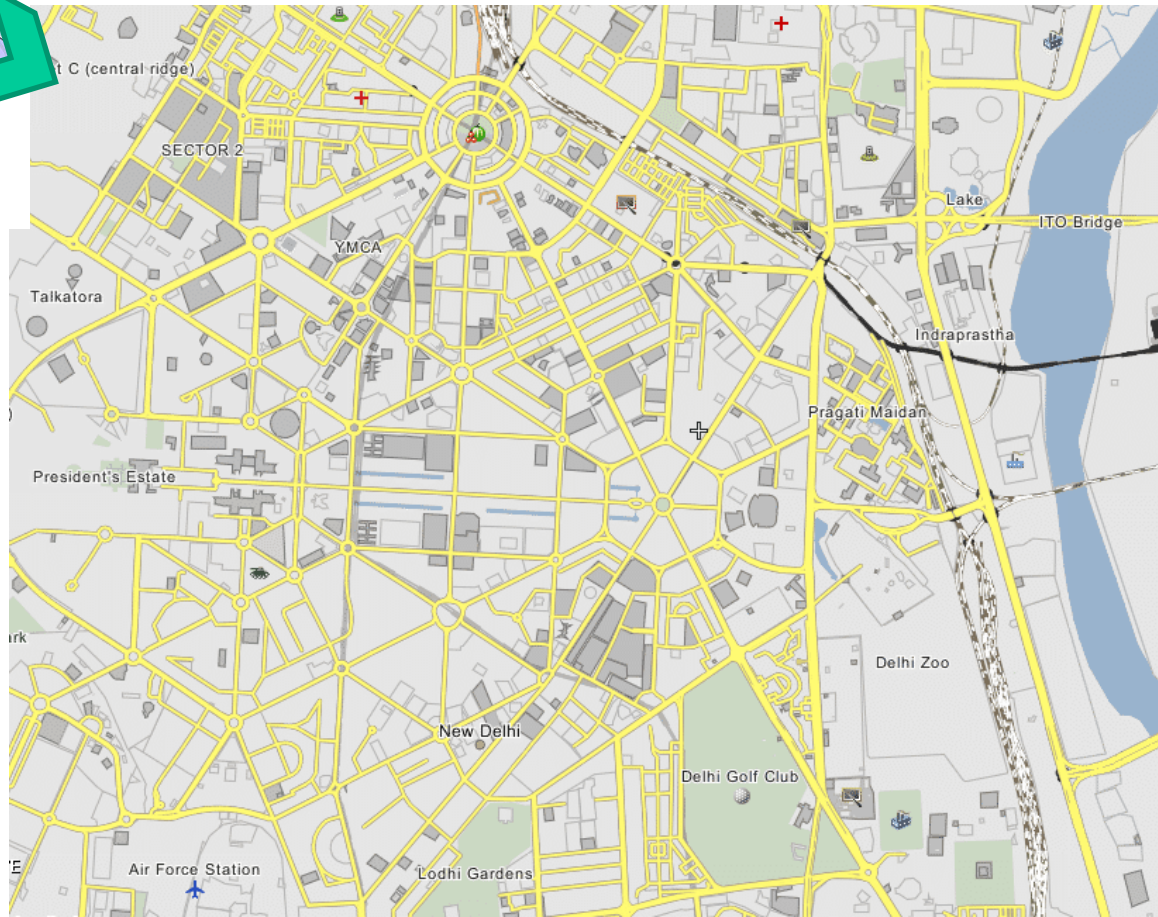 t C (central ridge)
SECTOR 2
Lake
ITO Bridge
YMCA
Talkatora
Indraprastha
)
Pragati Maidan
President's Estate
ark
Delhi Zoo
New Delhi
Delhi Golf Club
E
Air Force Station
Lodhi Gardens